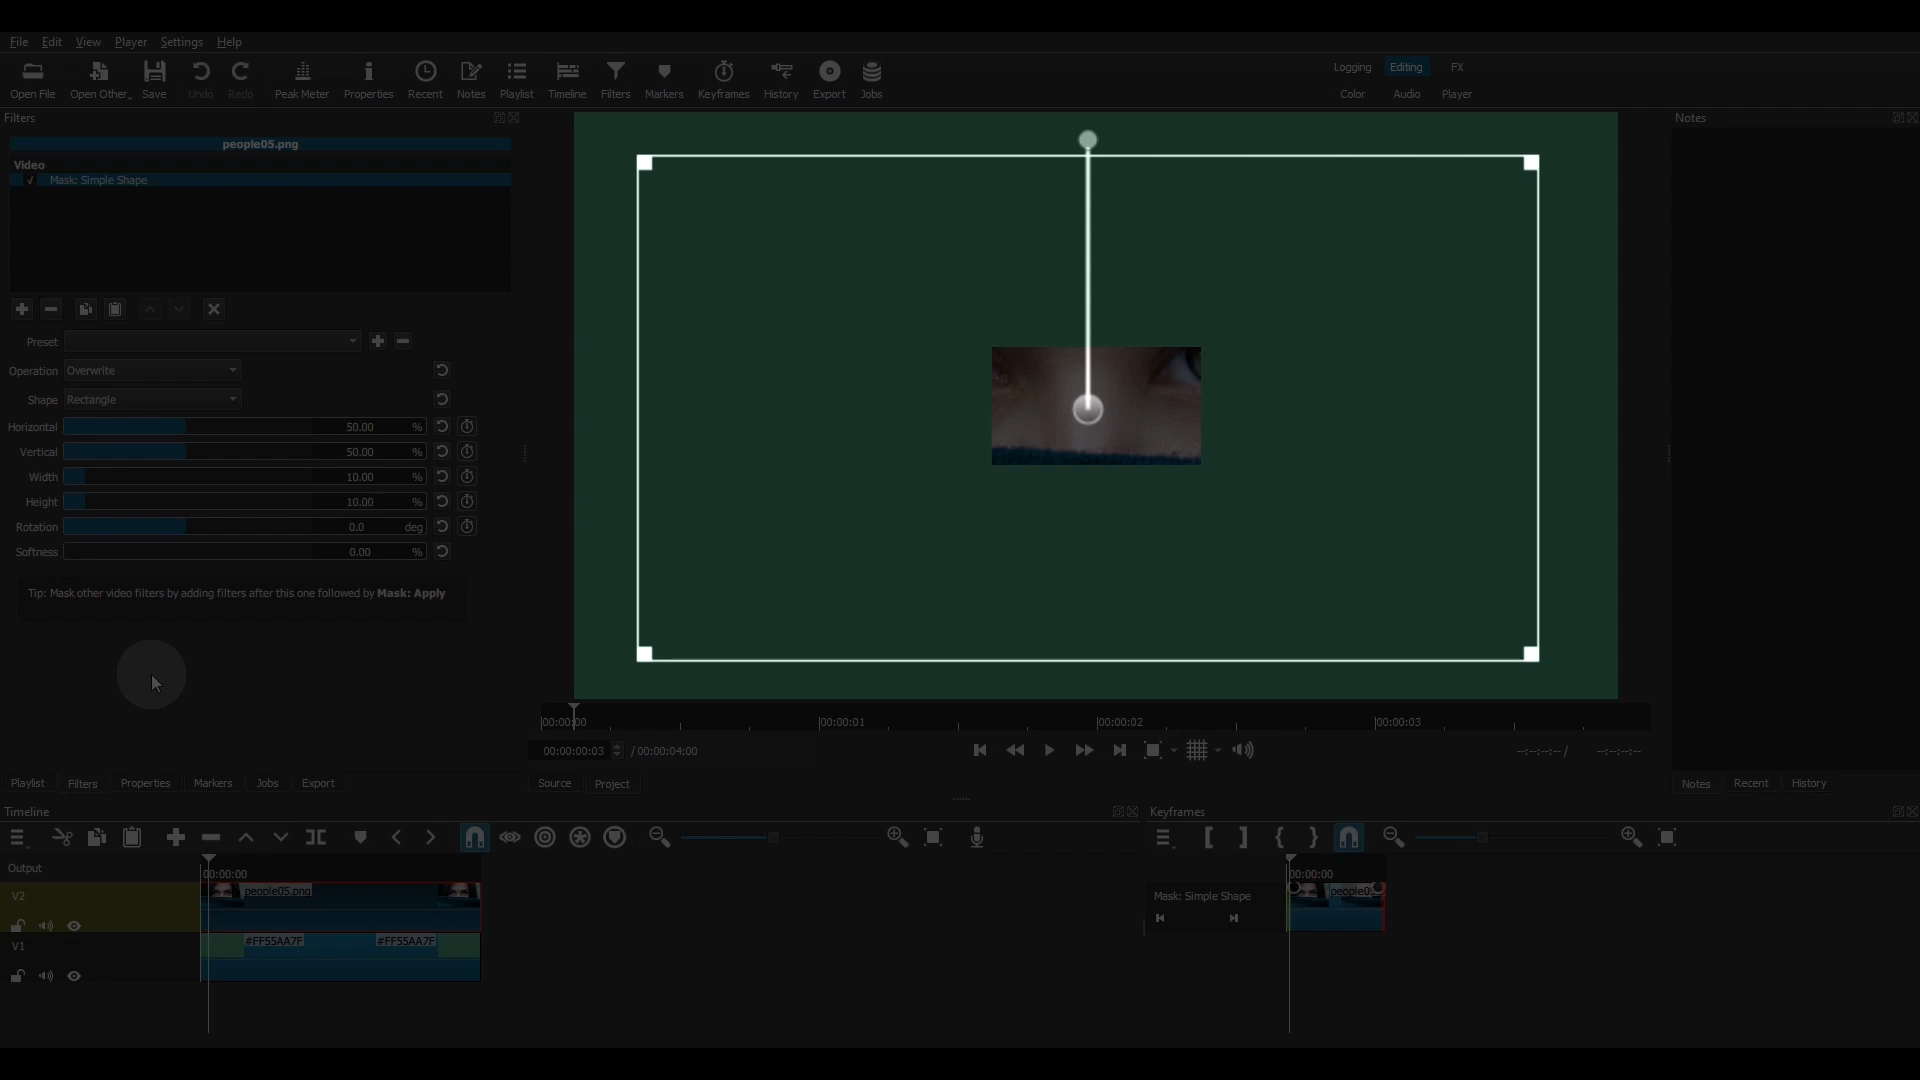 File Edit View Player Settings Help
Open File Open Other Save Undo Redo Peak Meter Properties Recent Notes Playlist Timeline Filters Markers Keyframes History Export Jobs
Logging Editing FX
Color Audio Player
Filters
Notes
people05.png
Video
✓ Mask: Simple Shape
Preset
Operation Overwrite
Shape Rectangle
Horizontal 50.00 %
Vertical 50.00 %
Width 10.00 %
Height 10.00 %
Rotation 0.0 deg
Softness 0.00 %
Tip: Mask other video filters by adding filters after this one followed by Mask: Apply
00:00:00 00:00:01 00:00:02 00:00:03
00:00:00:03 / 00:00:04:00
--:--:--:-- / --:--:--:--
Playlist Filters Properties Markers Jobs Export
Source Project
Notes Recent History
Timeline
Keyframes
Output
00:00:00
V2
people05.png
V1
#FF55AA7F #FF55AA7F
00:00:00
Mask: Simple Shape
people05